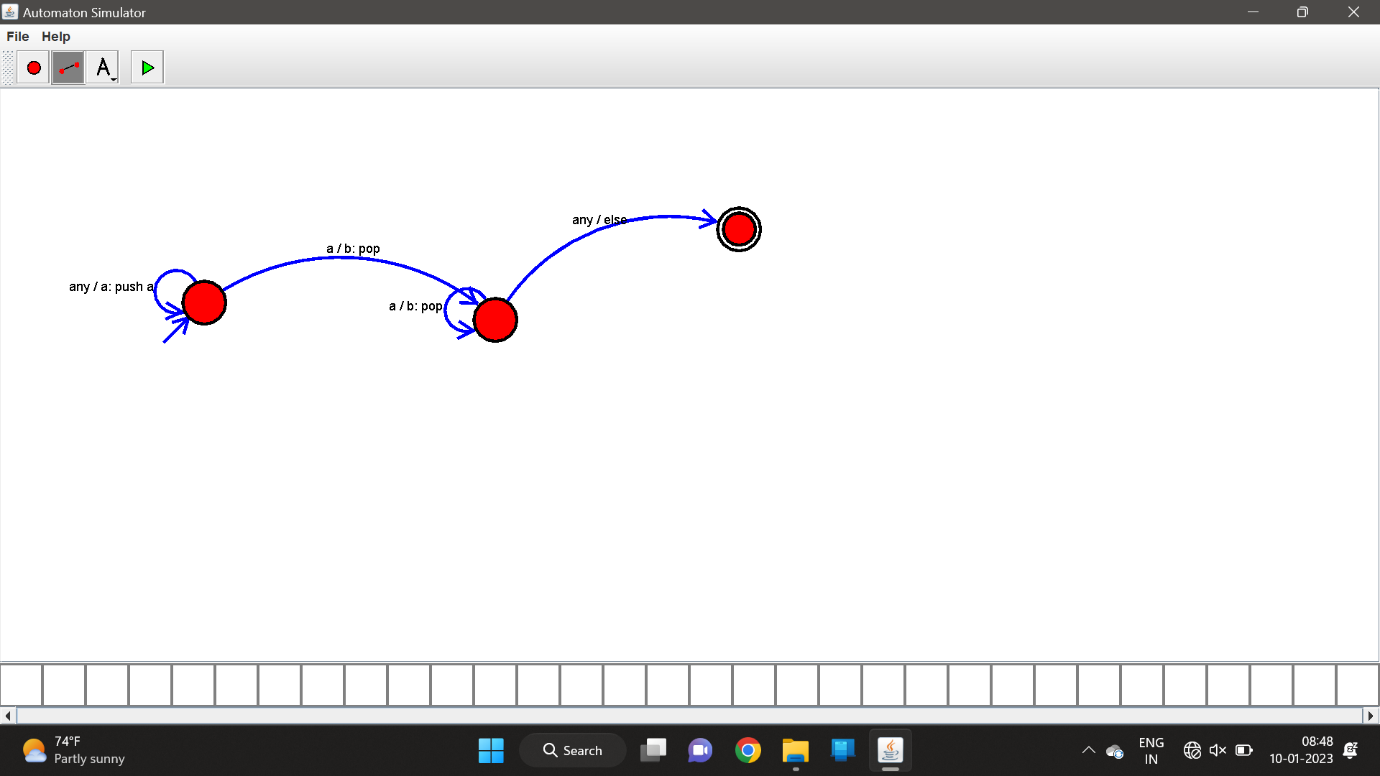 Automaton Simulator
File Help
A
any / else
a / b: pop
any / a: push a
a / b: pop
74°F
Partly sunny
Search
ENG
IN
08:48
10-01-2023